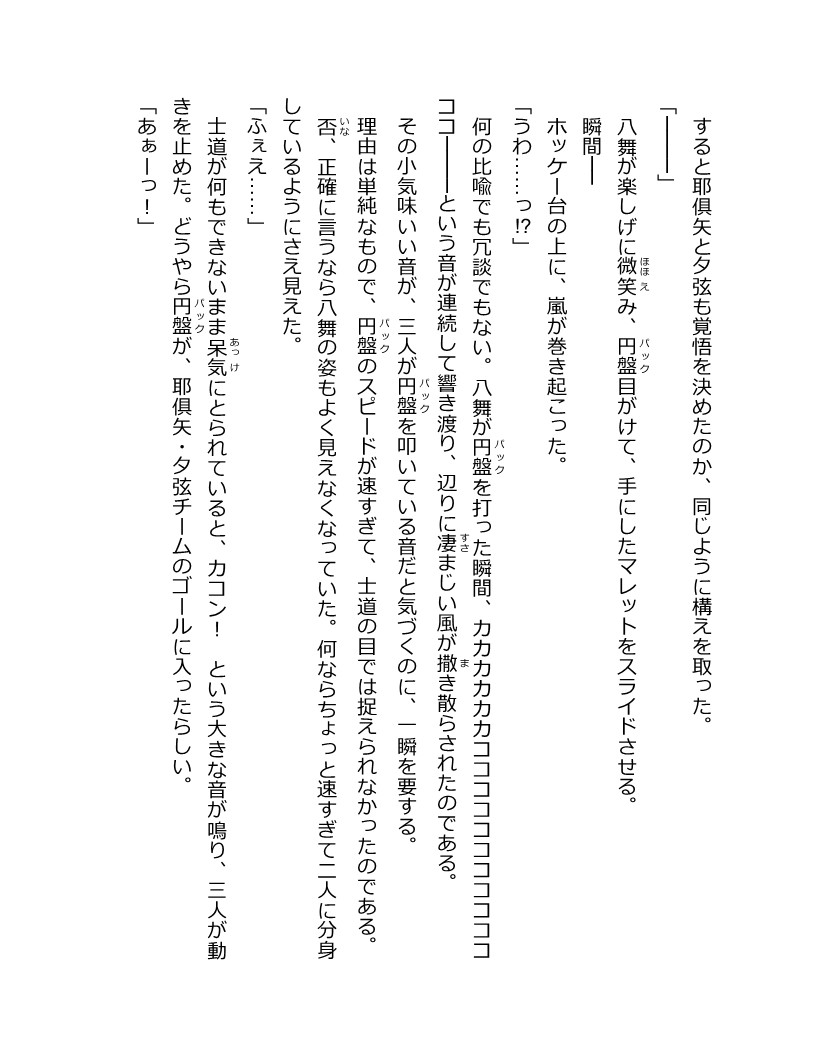 すると耶倶矢と夕弦も覚悟を決めたのか、同じように構えを取った。
「――――」
八舞が楽しげに微笑み、円盤目がけて、手にしたマレットをスライドさせる。
瞬間――
ホッケー台の上に、嵐が巻き起こった。
「うわ……っ!?」
何の比喩でも冗談でもない。八舞が円盤を打った瞬間、カカカカカカココココココココココ
ココ――――という音が連続して響き渡り、辺りに凄まじい風が撒き散らされたのである。
その小気味いい音が、三人が円盤を叩いている音だと気づくのに、一瞬を要する。
理由は単純なもので、円盤のスピードが速すぎて、士道の目では捉えられなかったのである。
否、正確に言うなら八舞の姿もよく見えなくなっていた。何ならちょっと速すぎて二人に分身
しているようにさえ見えた。
「ふぇえ……」
士道が何もできないまま呆気にとられていると、カコン！　という大きな音が鳴り、三人が動
きを止めた。どうやら円盤が、耶倶矢・夕弦チームのゴールに入ったらしい。
「あぁーっ！」